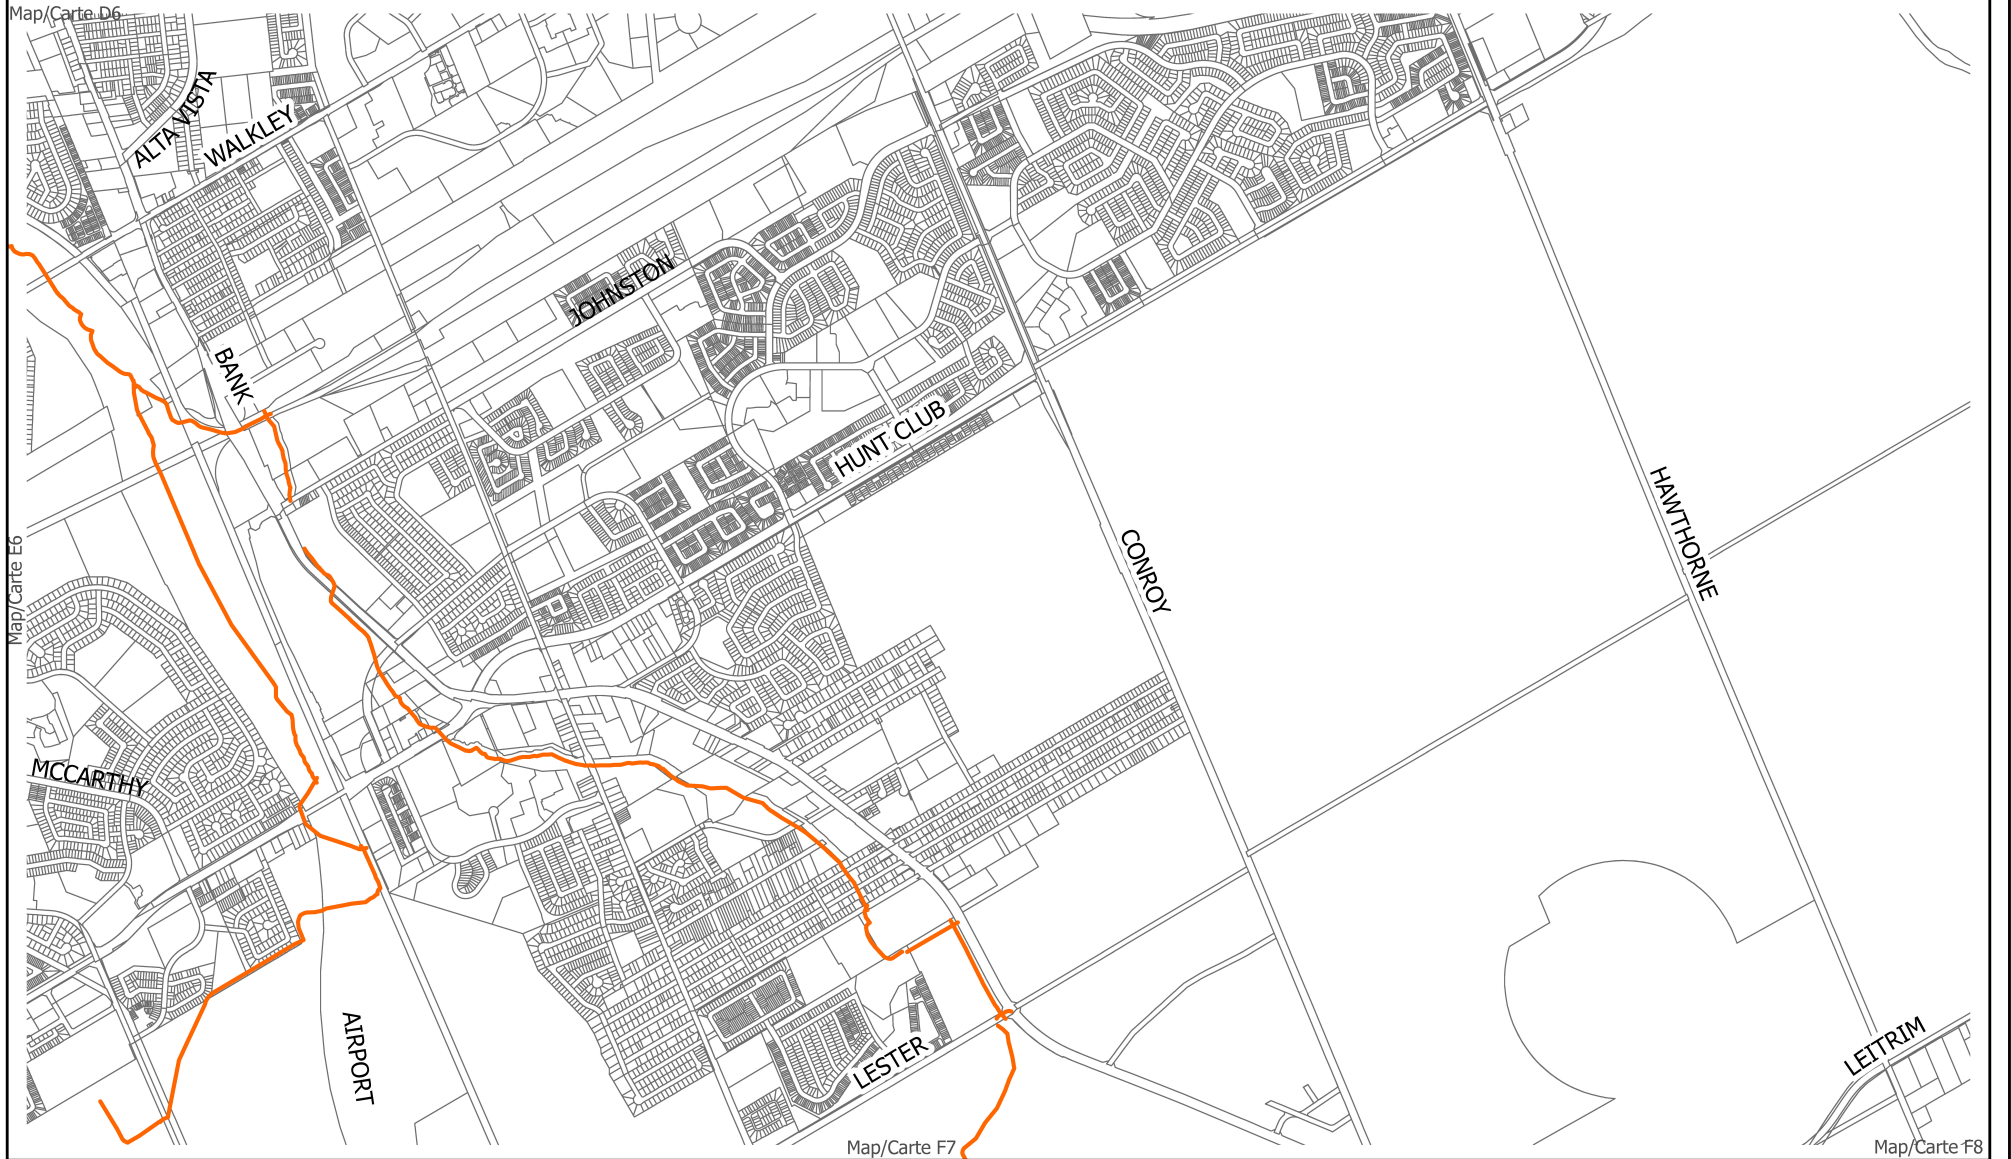 Map/Carte D6
ALTA VISTA
WALKLEY
JOHNSTON
BANK
HUNT CLUB
HAWTHORNE
CONROY
Map/Carte E6
MCCARTHY
AIRPORT
LESTER
LEITRIM
Map/Carte F7
Map/Carte F8